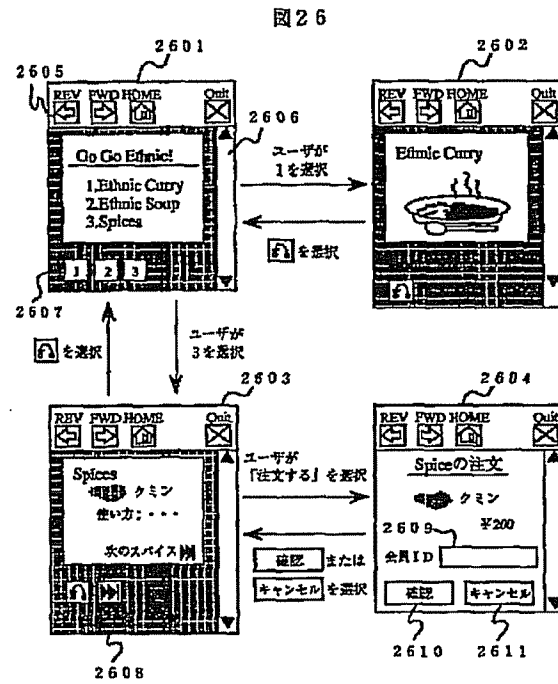 図26
2601
2602
2605
REV FWD HOME Quit
REV FWD HOME Quit
2606
Go Go Ethnic!
1.Ethnic Curry
2.Ethnic Soup
3.Spices
ユーザが
1を選択
Ethnic Curry
を選択
1 2 3
2607
を選択
ユーザが
3を選択
2603
2604
REV FWD HOME Quit
REV FWD HOME Quit
Spices
クミン
使い方:・・・
次のスパイス
ユーザが
「注文する」を選択
確認 または
キャンセル を選択
Spiceの注文
クミン
2609
¥200
会員ID
確認 キャンセル
2608
2610 2611